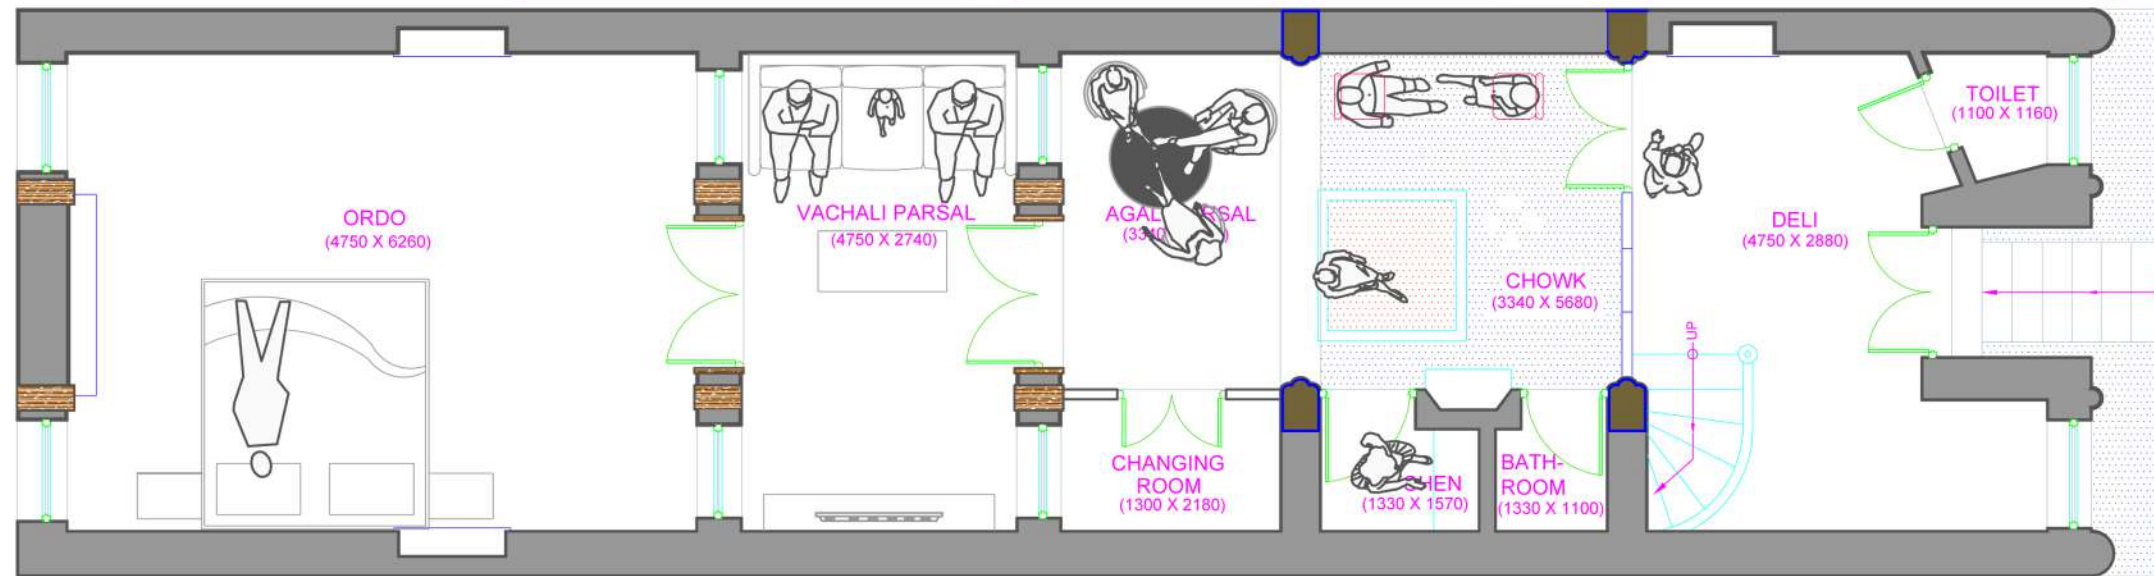 ORDO
(4750 X 6260)
VACHALI PARSAL
(4750 X 2740)
CHANGING
ROOM
(1300 X 2180)
CHOWK
(3340 X 5680)
(1330 X 1570)
BATH-
ROOM
(1330 X 1100)
UP
DELI
(4750 X 2880)
TOILET
(1100 X 1160)